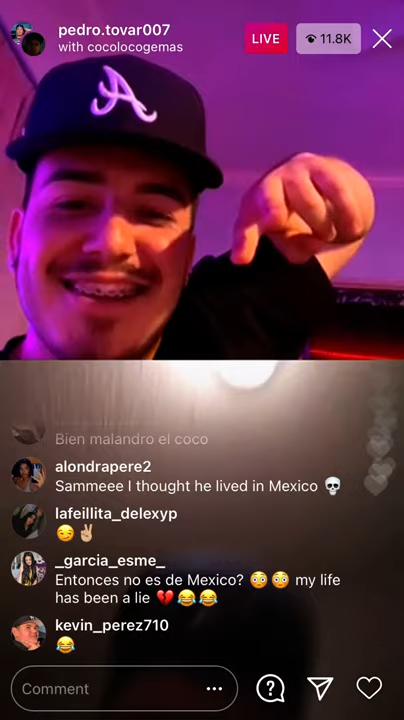 pedro.tovar007
with cocolocogemas
LIVE
11.8K
A
Bien malandro el coco
alondrapere2
Sammeee I thought he lived in Mexico 💀
lafeillita_delexyp
😏✌🏼
_garcia_esme_
Entonces no es de Mexico? 😳😳 my life
has been a lie 💔😂😂
kevin_perez710
😂
Comment